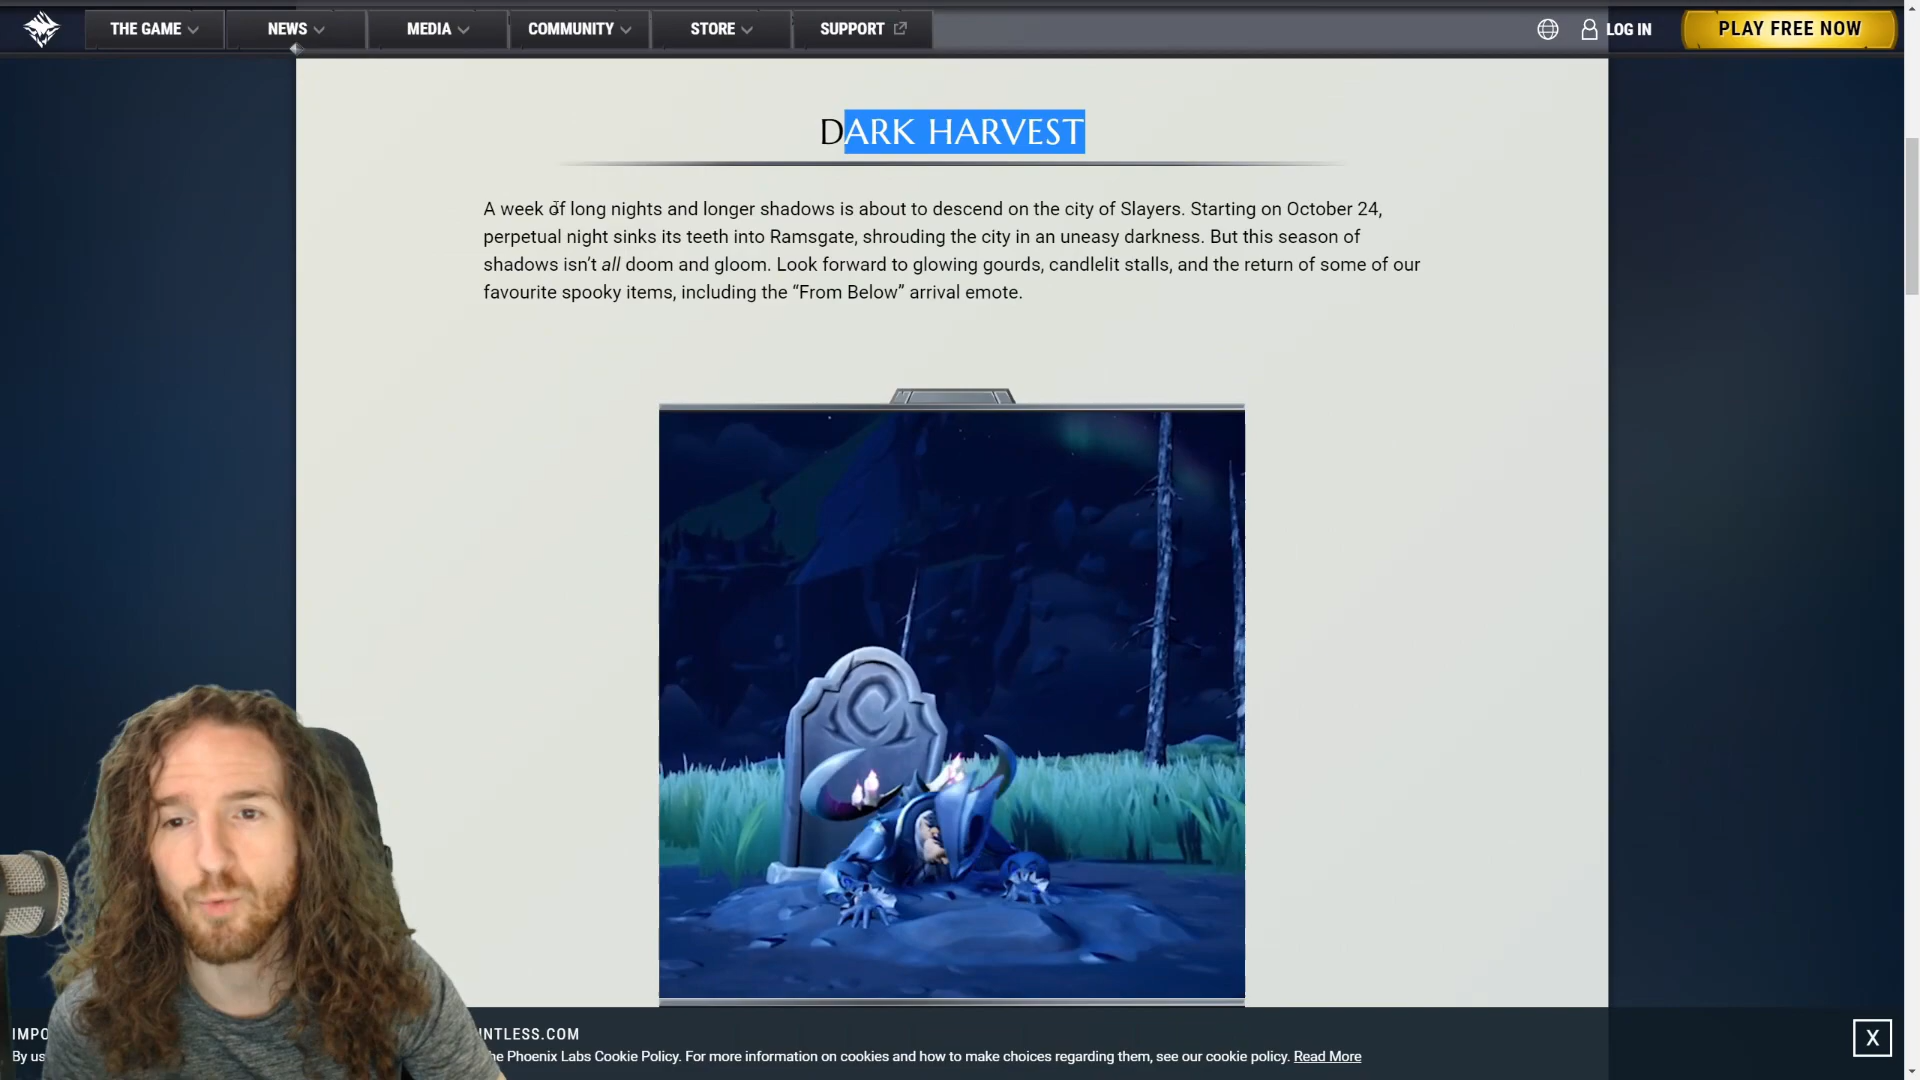 THE GAME
NEWS
MEDIA
COMMUNITY
STORE
SUPPORT
LOG IN
PLAY FREE NOW
DARK HARVEST
A week of long nights and longer shadows is about to descend on the city of Slayers. Starting on October 24,
perpetual night sinks its teeth into Ramsgate, shrouding the city in an uneasy darkness. But this season of
shadows isn’t all doom and gloom. Look forward to glowing gourds, candlelit stalls, and the return of some of our
favourite spooky items, including the “From Below” arrival emote.
IMPO
NTLESS.COM
By us
he Phoenix Labs Cookie Policy. For more information on cookies and how to make choices regarding them, see our cookie policy. Read More
X